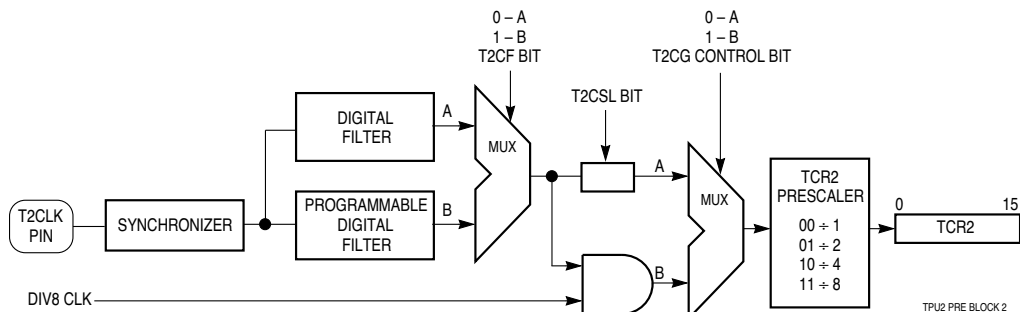 0 – A
1 – B
T2CF BIT
0 – A
1 – B
T2CG CONTROL BIT
T2CSL BIT
DIGITAL
FILTER
A
MUX
A
MUX
TCR2
PRESCALER
00 ÷ 1
01 ÷ 2
10 ÷ 4
11 ÷ 8
T2CLK
PIN
SYNCHRONIZER
PROGRAMMABLE
DIGITAL
FILTER
B
B
0 15
TCR2
DIV8 CLK
TPU2 PRE BLOCK 2